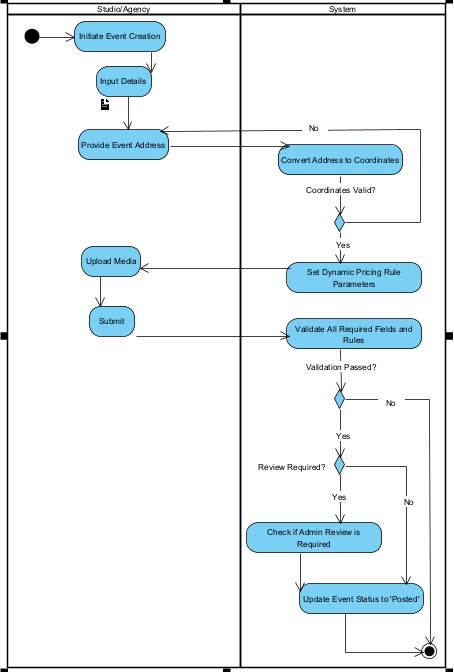 Studio/Agency
System
Initiate Event Creation
Input Details
No
Provide Event Address
Convert Address to Coordinates
Coordinates Valid?
Yes
Upload Media
Set Dynamic Pricing Rule
Parameters
Submit
Validate All Required Fields and
Rules
Validation Passed?
No
Yes
Review Required?
Yes
No
Check if Admin Review is
Required
Update Event Status to 'Posted'